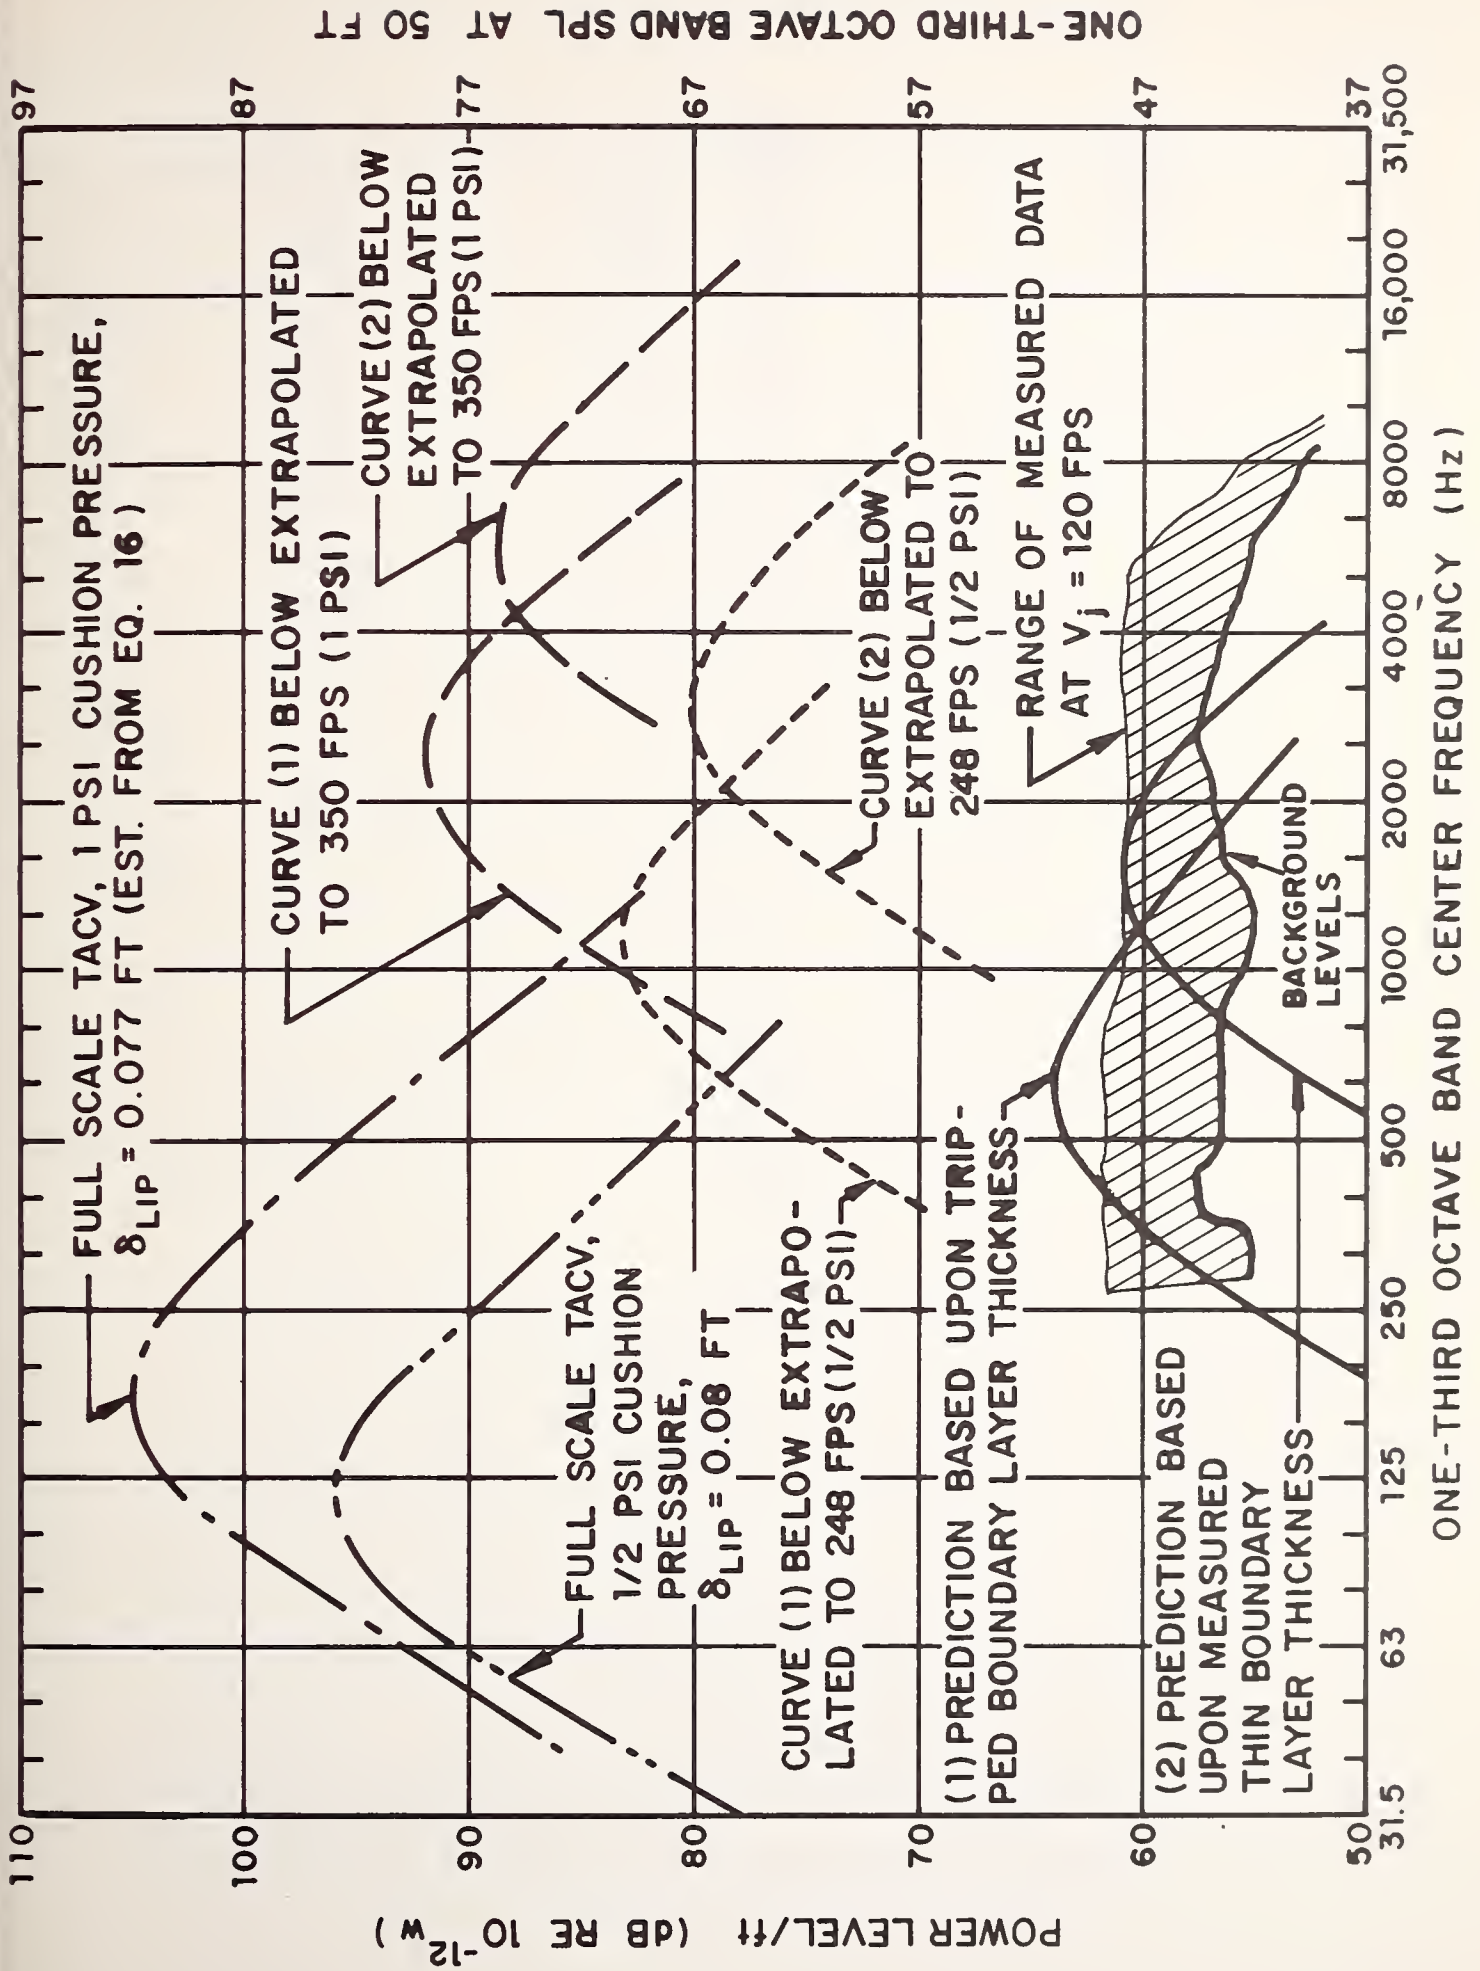 POWER LEVEL/ft (dB RE 10⁻¹²W)
110
100
90
80
70
60
50
FULL SCALE TACV, 1 PSI CUSHION PRESSURE,
δLIP = 0.077 FT (EST. FROM EQ. 16)
CURVE (1) BELOW EXTRAPOLATED
TO 350 FPS (1 PSI)
CURVE (2) BELOW
EXTRAPOLATED
TO 350 FPS (1 PSI)
FULL SCALE TACV,
1/2 PSI CUSHION
PRESSURE,
δLIP = 0.08 FT
CURVE (1) BELOW EXTRAPO-
LATED TO 248 FPS (1/2 PSI)
CURVE (2) BELOW
EXTRAPOLATED TO
248 FPS (1/2 PSI)
(1) PREDICTION BASED UPON TRIP-
PED BOUNDARY LAYER THICKNESS
RANGE OF MEASURED DATA
AT Vj = 120 FPS
(2) PREDICTION BASED
UPON MEASURED
THIN BOUNDARY
LAYER THICKNESS
BACKGROUND
LEVELS
31.5
63
125
250
500
1000
2000
4000
8000
16,000
31,500
ONE-THIRD OCTAVE BAND CENTER FREQUENCY (Hz)
97
87
77
67
57
47
37
ONE-THIRD OCTAVE BAND SPL AT 50 FT